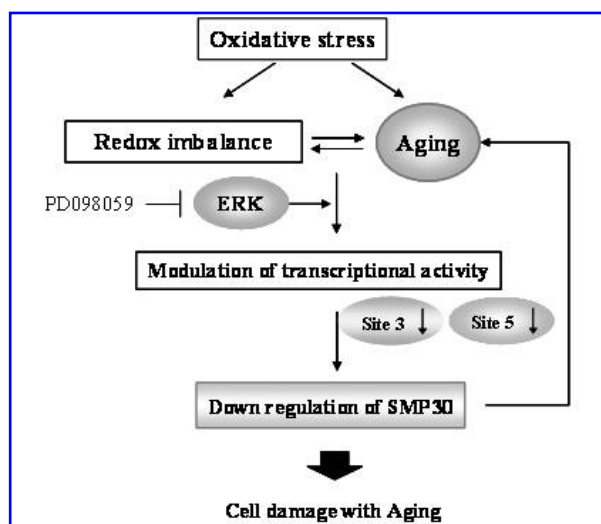 Oxidative stress
Redox imbalance
Aging
PD098059
ERK
Modulation of transcriptional activity
Site 3
Site 5
Down regulation of SMP30
Cell damage with Aging